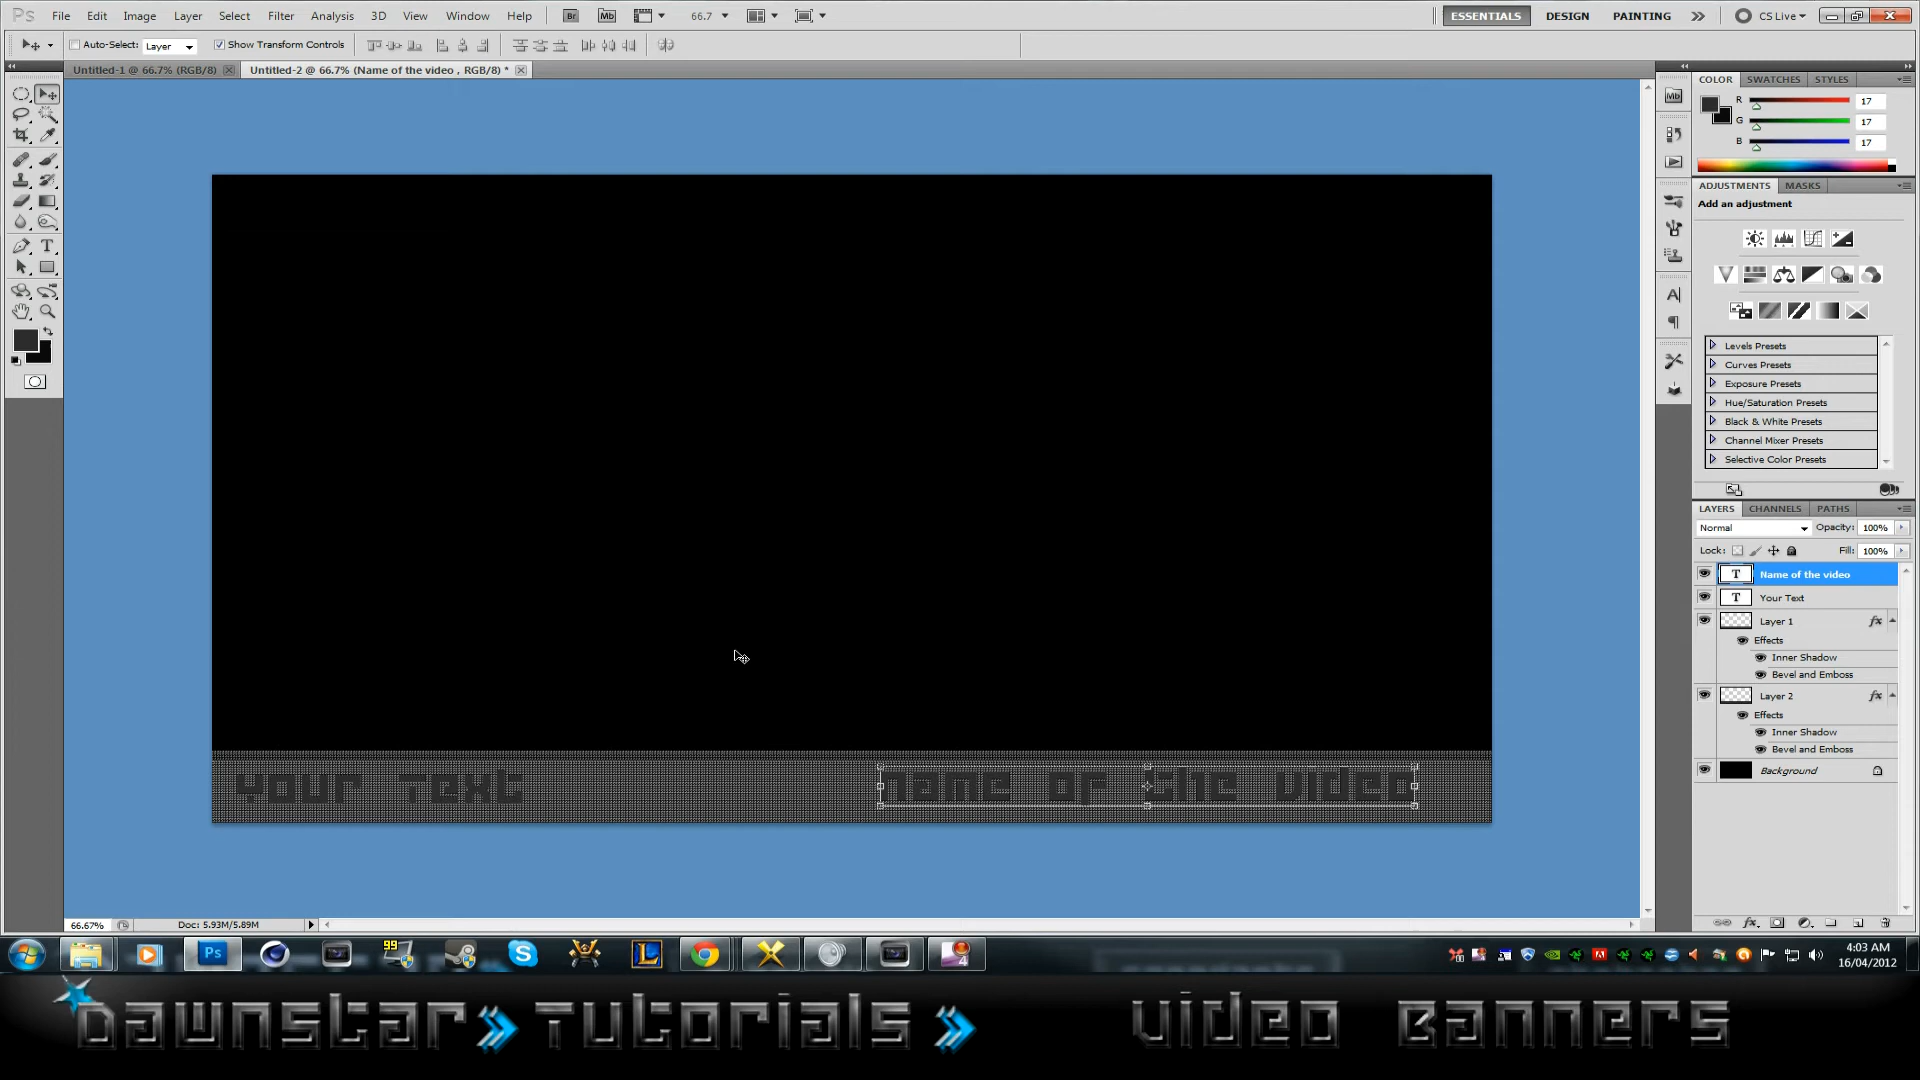 Ps File Edit Image Layer Select Filter Analysis 3D View Window Help Br Mb 66.7 ESSENTIALS DESIGN PAINTING CS Live
Auto-Select: Layer Show Transform Controls
Untitled-1 @ 66.7% (RGB/8) Untitled-2 @ 66.7% (Name of the video , RGB/8) *
COLOR SWATCHES STYLES
R 17
G 17
B 17
ADJUSTMENTS MASKS
Add an adjustment
Levels Presets
Curves Presets
Exposure Presets
Hue/Saturation Presets
Black & White Presets
Channel Mixer Presets
Selective Color Presets
LAYERS CHANNELS PATHS
Normal Opacity: 100%
Lock: Fill: 100%
T Name of the video
T Your Text
Layer 1 fx
Effects
Inner Shadow
Bevel and Emboss
Layer 2 fx
Effects
Inner Shadow
Bevel and Emboss
Background
Your Text Name of the video
66.67% Doc: 5.93M/5.89M
Ps 99 L 4:03 AM
16/04/2012
Dawnstar Tutorials Video Banners